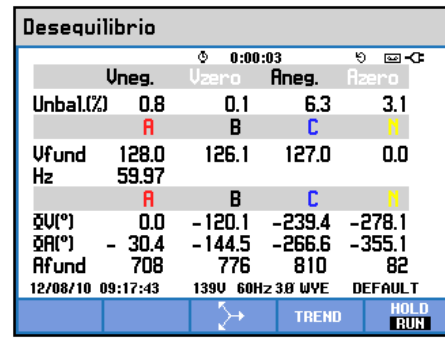 Desequilibrio
0:00:03
Vneg. Vzero Aneg. Azero
Unbal.(%) 0.8 0.1 6.3 3.1
A B C N
Vfund 128.0 126.1 127.0 0.0
Hz 59.97
A B C N
ΦV(°) 0.0 -120.1 -239.4 -278.1
ΦA(°) - 30.4 -144.5 -266.6 -355.1
Afund 708 776 810 82
12/08/10 09:17:43 139V 60Hz 3Ø WYE DEFAULT
TREND HOLD
RUN